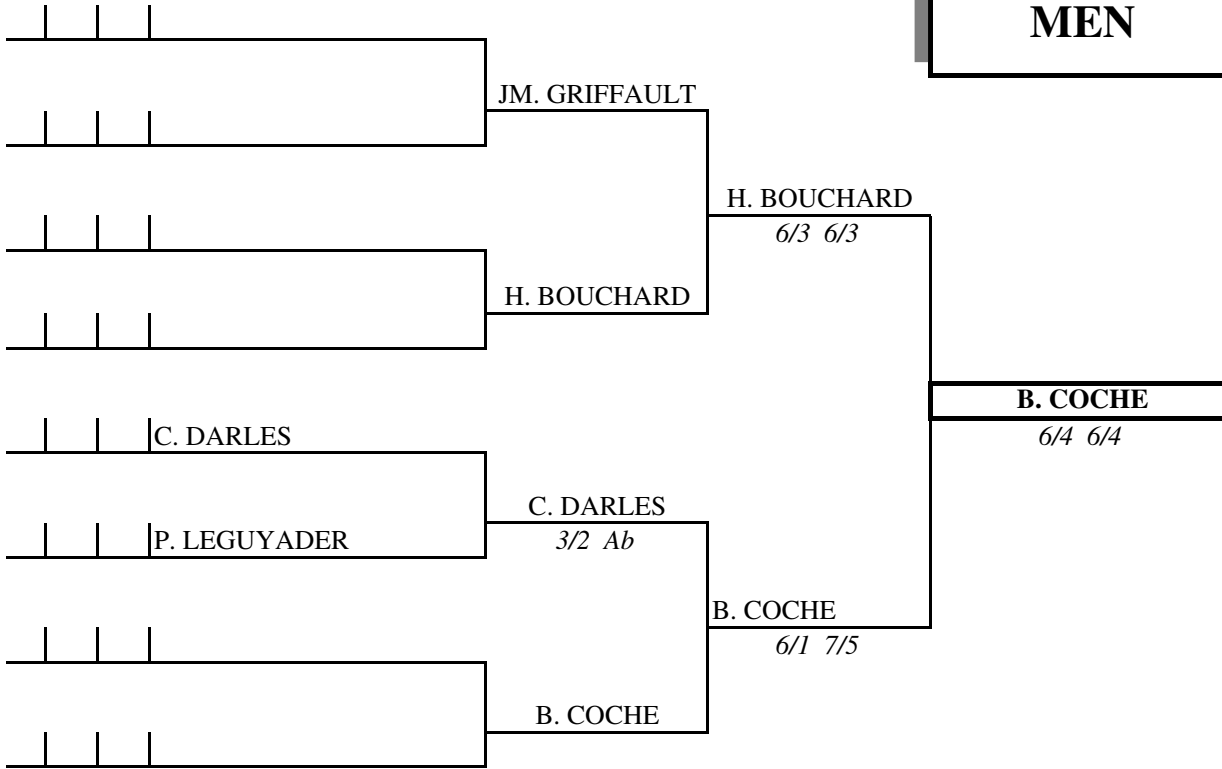 MEN
JM. GRIFFAULT
H. BOUCHARD
6/3 6/3
H. BOUCHARD
B. COCHE
6/4 6/4
C. DARLES
C. DARLES
3/2 Ab
P. LEGUYADER
B. COCHE
6/1 7/5
B. COCHE